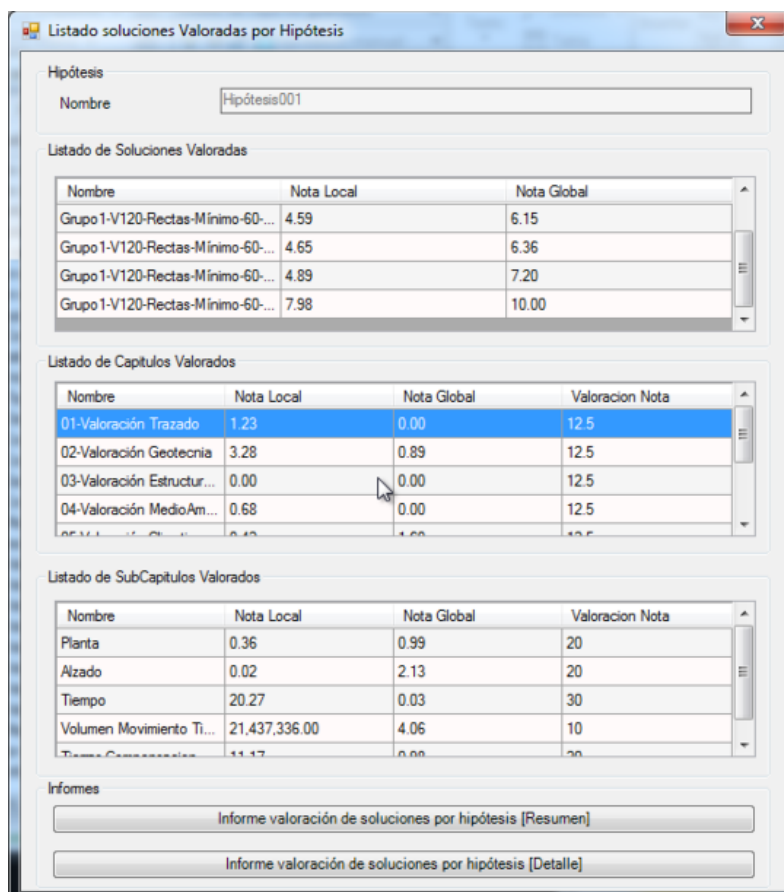 Listado soluciones Valoradas por Hipótesis
Hipótesis
Nombre Hipótesis001
Listado de Soluciones Valoradas
Nombre Nota Local Nota Global
Grupo1-V120-Rectas-Mínimo-60-... 4.59 6.15
Grupo1-V120-Rectas-Mínimo-60-... 4.65 6.36
Grupo1-V120-Rectas-Mínimo-60-... 4.89 7.20
Grupo1-V120-Rectas-Mínimo-60-... 7.98 10.00
Listado de Capitulos Valorados
Nombre Nota Local Nota Global Valoracion Nota
01-Valoración Trazado 1.23 0.00 12.5
02-Valoración Geotecnia 3.28 0.89 12.5
03-Valoración Estructur... 0.00 0.00 12.5
04-Valoración MedioAm... 0.68 0.00 12.5
Listado de SubCapitulos Valorados
Nombre Nota Local Nota Global Valoracion Nota
Planta 0.36 0.99 20
Alzado 0.02 2.13 20
Tiempo 20.27 0.03 30
Volumen Movimiento Ti... 21,437,336.00 4.06 10
11.17
Informes
Informe valoración de soluciones por hipótesis [Resumen]
Informe valoración de soluciones por hipótesis [Detalle]